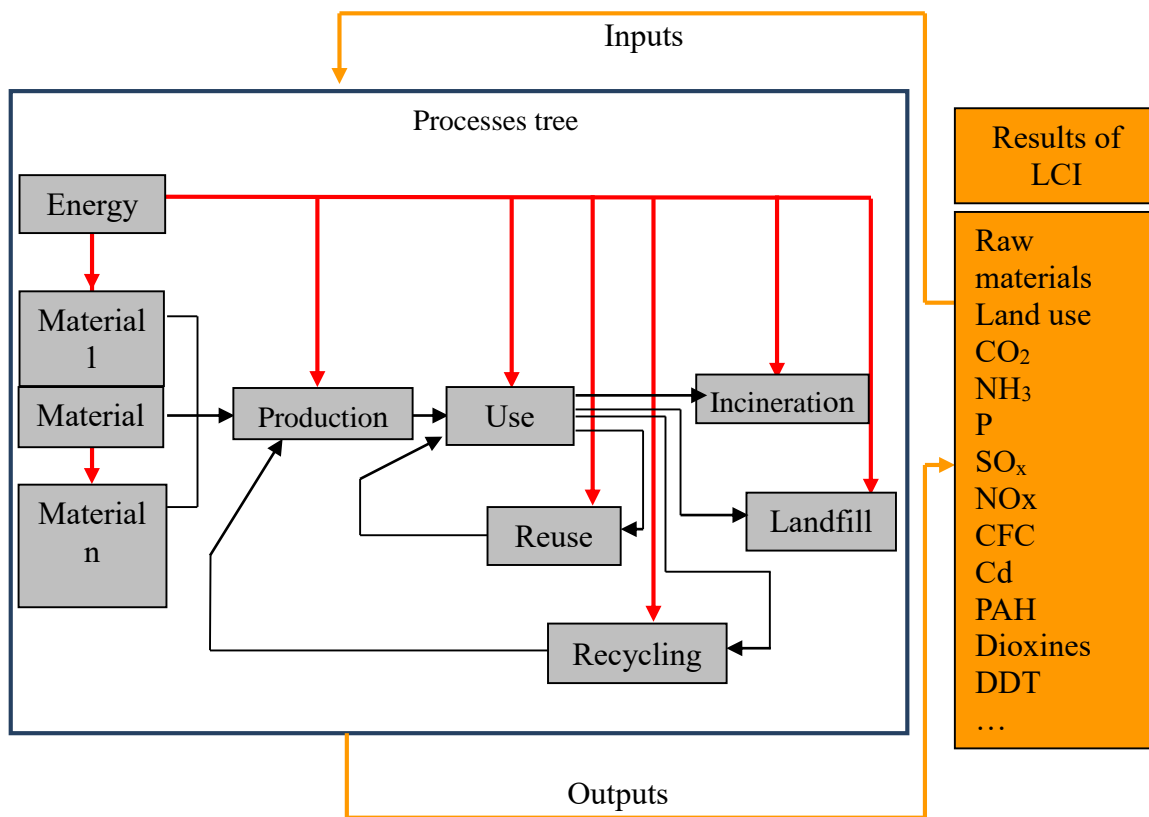 Inputs
Processes tree
Results of
LCI
Energy
Material
1
Material
Material
n
Production
Use
Incineration
Reuse
Landfill
Recycling
Raw
materials
Land use
CO₂
NH₃
P
SOₓ
NOx
CFC
Cd
PAH
Dioxines
DDT
…
Outputs